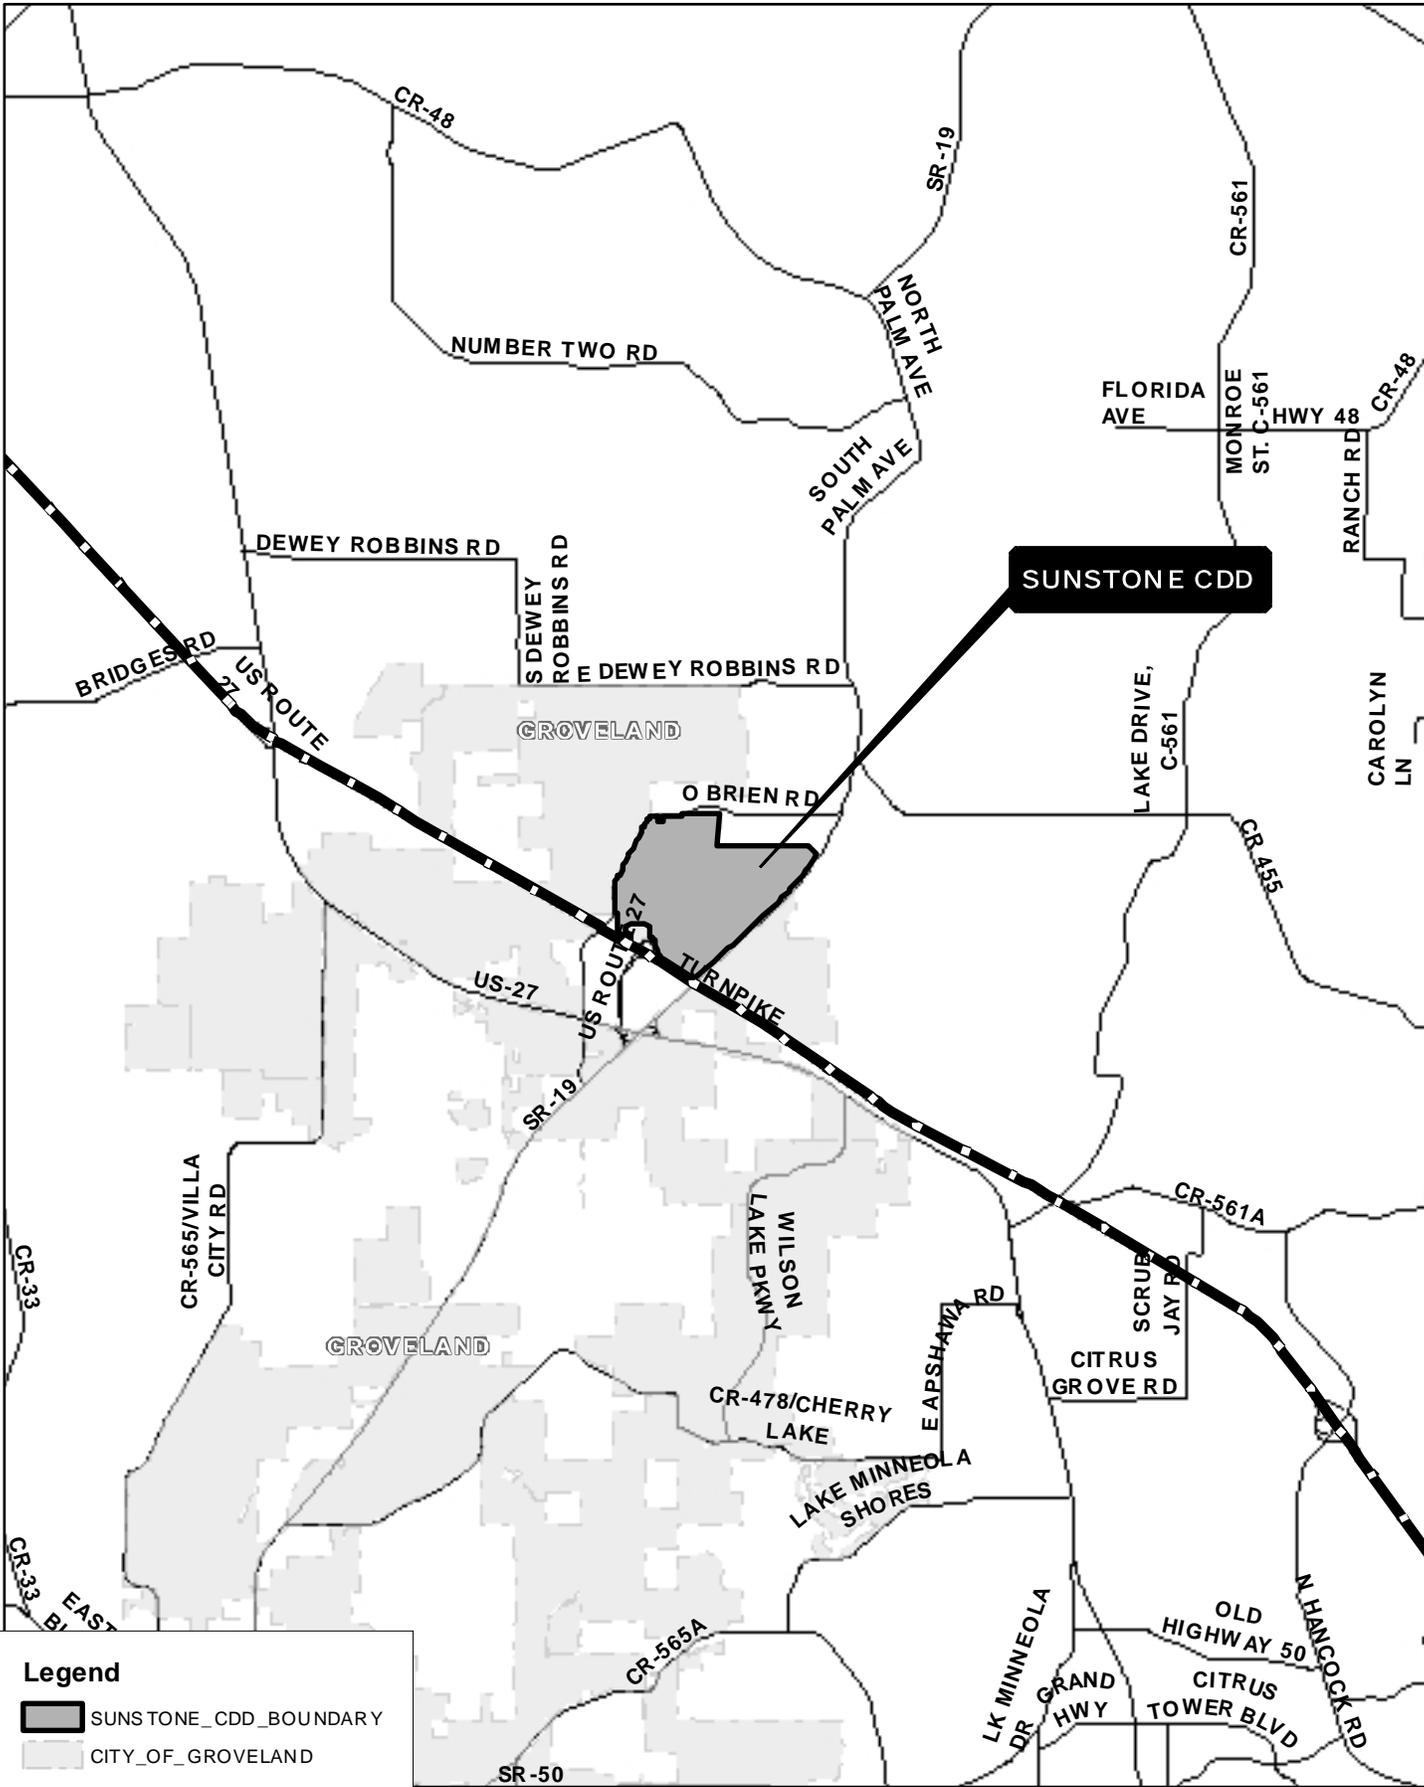 CR-48
SR-19
CR-561
NORTH
PALM AVE
NUMBER TWO RD
FLORIDA
AVE
MONROE
ST. C-561
HWY 48
CR-48
RANCH RD
SOUTH
PALM AVE
DEWEY ROBBINS RD
S DEWEY
ROBBINS RD
SUNSTONE CDD
BRIDGES RD
US ROUTE
27
E DEWEY ROBBINS RD
GROVELAND
LAKE DRIVE,
C-561
CAROLYN
LN
O BRIEN RD
CR 455
US ROUTE 27
TURNPIKE
US-27
SR-19
CR-565/VILLA
CITY RD
CR-561A
WILSON
LAKE PKWY
CR-33
SCRUB
JAY RD
E APSHAWA RD
GROVELAND
CITRUS
GROVE RD
CR-478/CHERRY
LAKE
LAKE MINNEOLA
SHORES
CR-33
EAST
CR-565A
LK MINNEOLA
DR
OLD
HIGHWAY 50
N HANCOCK RD
GRAND
HWY
CITRUS
TOWER BLVD
SR-50
Legend
SUNSTONE_CDD_BOUNDARY
CITY_OF_GROVELAND